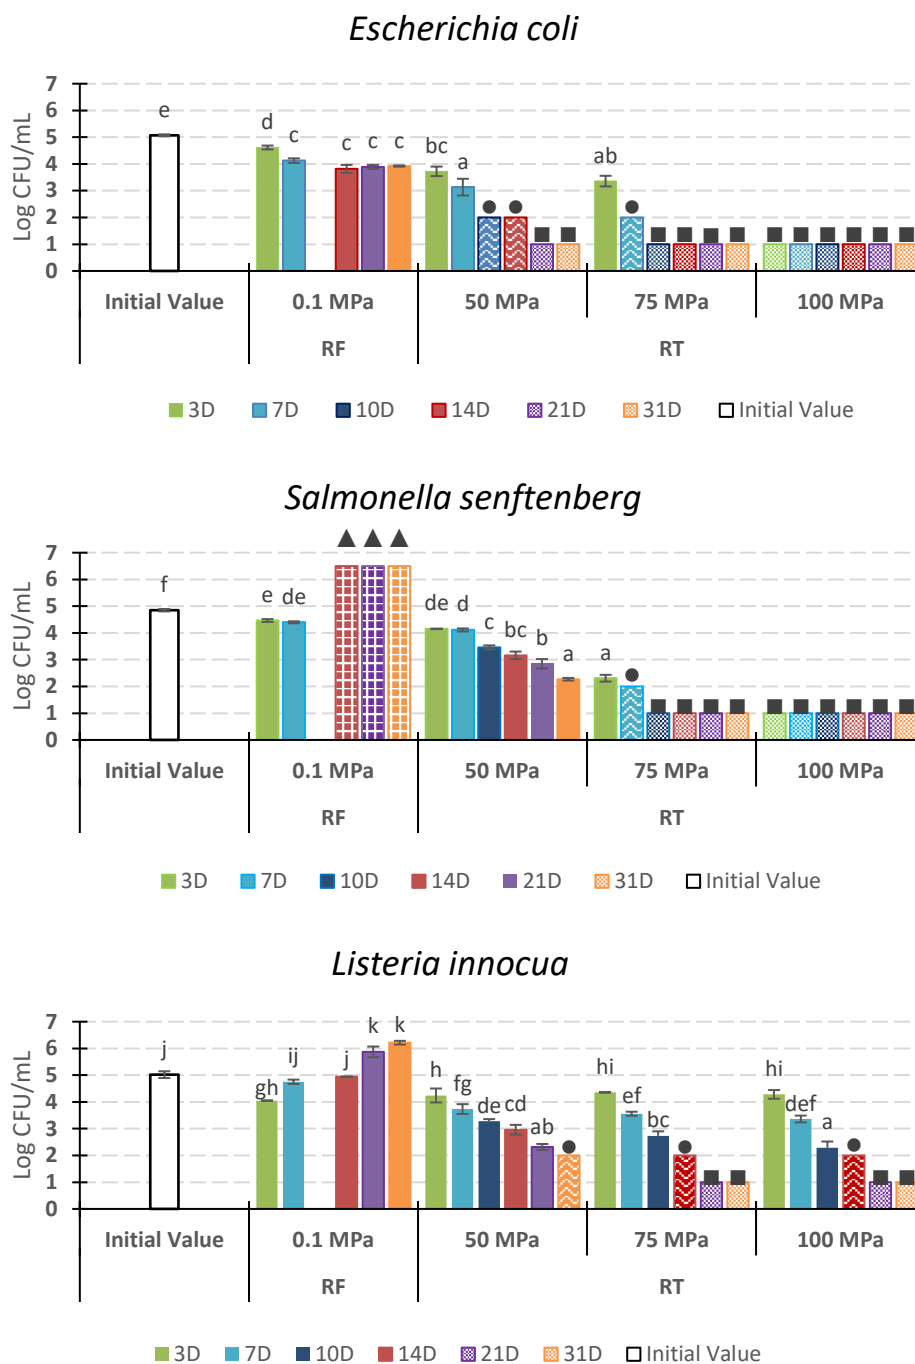 Escherichia coli
Log CFU/mL
7
6
5
4
3
2
1
0
e
d
c
c
c
c
bc
a
ab
Initial Value
0.1 MPa
50 MPa
75 MPa
100 MPa
RF
RT
3D 7D 10D 14D 21D 31D Initial Value
Salmonella senftenberg
Log CFU/mL
7
6
5
4
3
2
1
0
f
e
de
de
d
c
bc
b
a
a
Initial Value
0.1 MPa
50 MPa
75 MPa
100 MPa
RF
RT
3D 7D 10D 14D 21D 31D Initial Value
Listeria innocua
Log CFU/mL
7
6
5
4
3
2
1
0
j
gh
ij
j
k
k
h
fg
de
cd
ab
hi
ef
bc
hi
def
a
Initial Value
0.1 MPa
50 MPa
75 MPa
100 MPa
RF
RT
3D 7D 10D 14D 21D 31D Initial Value